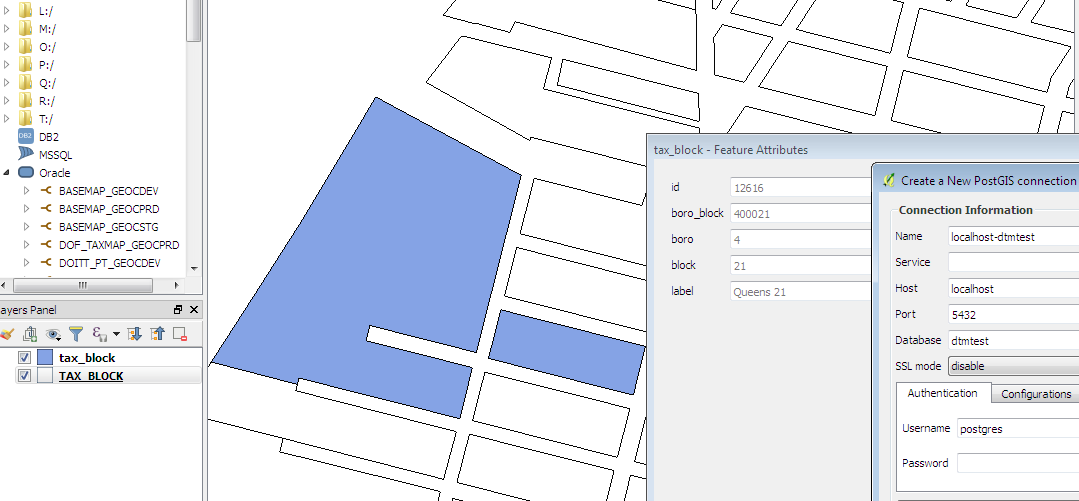 L:/
M:/
O:/
P:/
Q:/
R:/
T:/
DB2 DB2
MSSQL
Oracle
BASEMAP_GEOCDEV
BASEMAP_GEOCPRD
BASEMAP_GEOCSTG
DOF_TAXMAP_GEOCPRD
DOITT_PT_GEOCDEV
ayers Panel
tax_block
TAX_BLOCK
tax_block - Feature Attributes
id 12616
boro_block 400021
boro 4
block 21
label Queens 21
Create a New PostGIS connection
Connection Information
Name localhost-dtmtest
Service
Host localhost
Port 5432
Database dtmtest
SSL mode disable
Authentication Configurations
Username postgres
Password